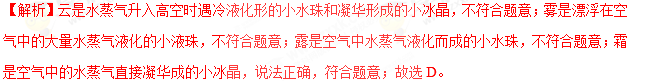 【解析】云是水蒸气升入高空时遇冷液化形的小水珠和凝华形成的小冰晶，不符合题意；雾是漂浮在空
气中的大量水蒸气液化的小液珠，不符合题意；露是空气中水蒸气液化而成的小水珠，不符合题意；霜
是空气中的水蒸气直接凝华成的小冰晶，说法正确，符合题意；故选 D。